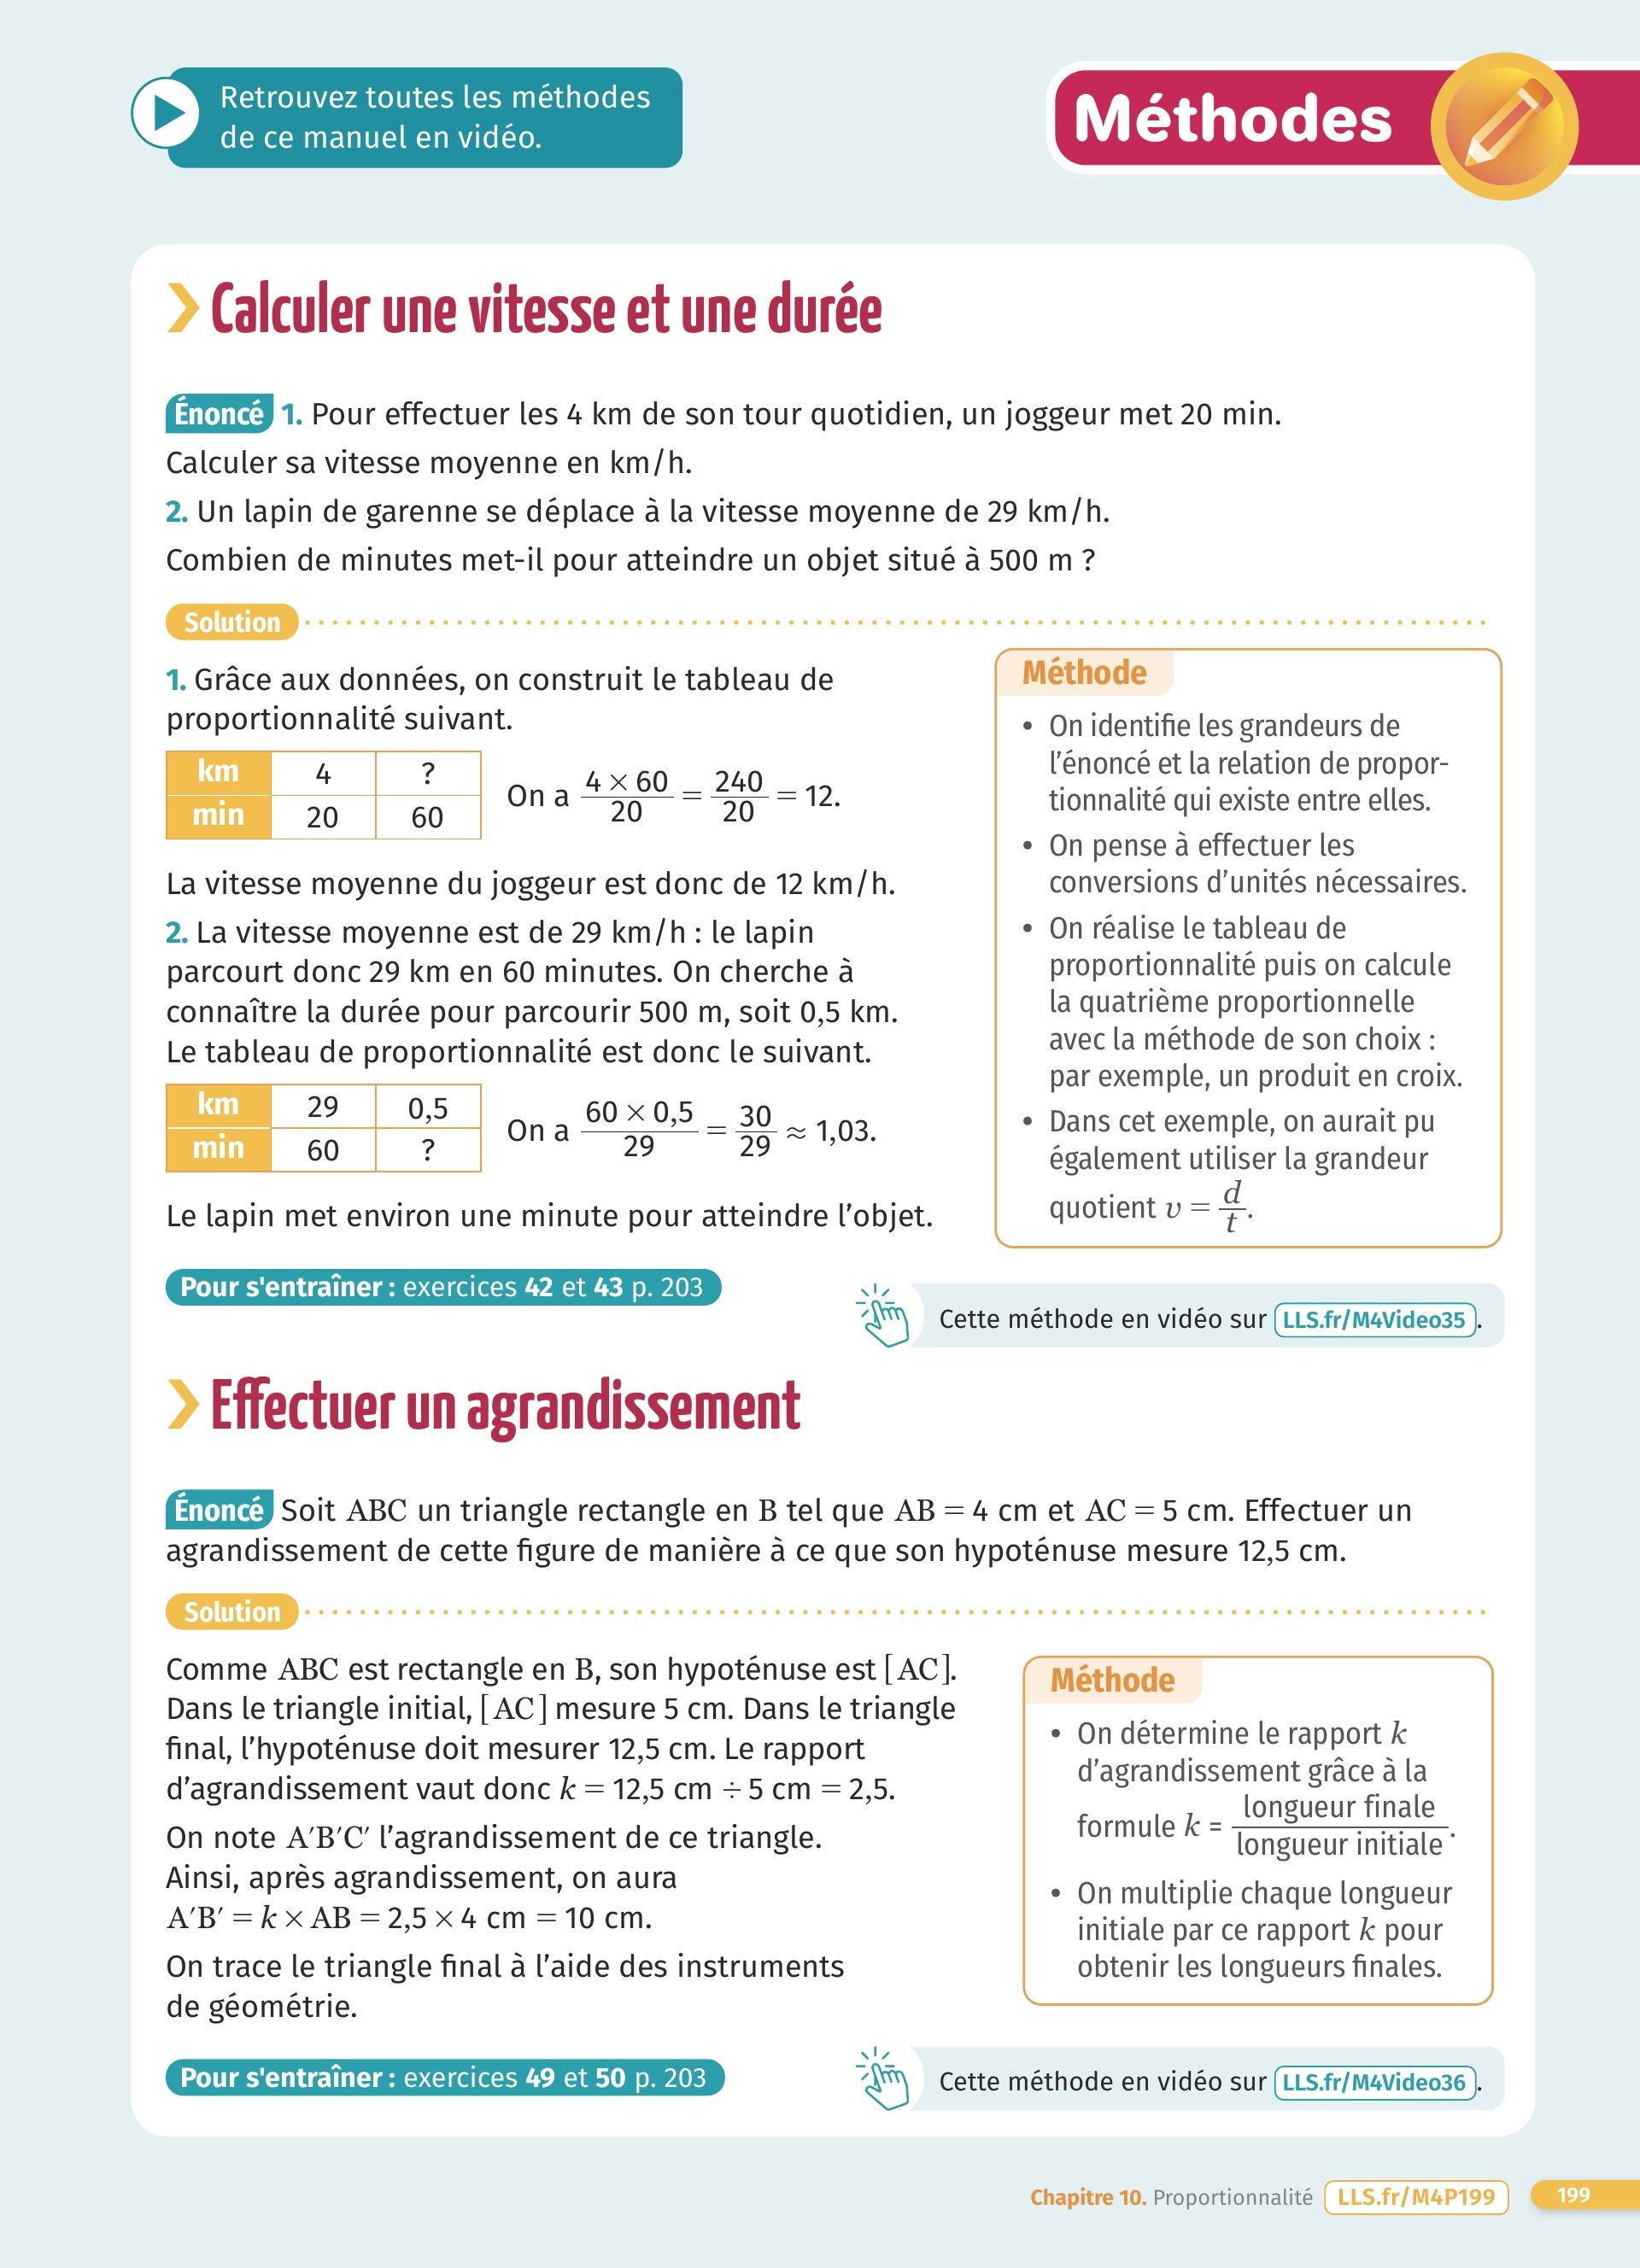 Retrouvez toutes les méthodes
de ce manuel en vidéo.
Méthodes
Calculer une vitesse et une durée
Énoncé 1. Pour effectuer les 4 km de son tour quotidien, un joggeur met 20 min.
Calculer sa vitesse moyenne en km/h.
2. Un lapin de garenne se déplace à la vitesse moyenne de 29 km/h.
Combien de minutes met-il pour atteindre un objet situé à 500 m ?
Solution
1. Grâce aux données, on construit le tableau de
proportionnalité suivant.
km 4 ?
min 20 60
On a (4 × 60)/20 = 240/20 = 12.
La vitesse moyenne du joggeur est donc de 12 km/h.
2. La vitesse moyenne est de 29 km/h : le lapin
parcourt donc 29 km en 60 minutes. On cherche à
connaître la durée pour parcourir 500 m, soit 0,5 km.
Le tableau de proportionnalité est donc le suivant.
km 29 0,5
min 60 ?
On a (60 × 0,5)/29 = 30/29 ≈ 1,03.
Le lapin met environ une minute pour atteindre l’objet.
Méthode
• On identifie les grandeurs de
l’énoncé et la relation de propor-
tionnalité qui existe entre elles.
• On pense à effectuer les
conversions d’unités nécessaires.
• On réalise le tableau de
proportionnalité puis on calcule
la quatrième proportionnelle
avec la méthode de son choix :
par exemple, un produit en croix.
• Dans cet exemple, on aurait pu
également utiliser la grandeur
quotient v = d/t.
Pour s'entraîner : exercices 42 et 43 p. 203
Cette méthode en vidéo sur LLS.fr/M4Video35.
Effectuer un agrandissement
Énoncé Soit ABC un triangle rectangle en B tel que AB = 4 cm et AC = 5 cm. Effectuer un
agrandissement de cette figure de manière à ce que son hypoténuse mesure 12,5 cm.
Solution
Comme ABC est rectangle en B, son hypoténuse est [AC].
Dans le triangle initial, [AC] mesure 5 cm. Dans le triangle
final, l’hypoténuse doit mesurer 12,5 cm. Le rapport
d’agrandissement vaut donc k = 12,5 cm ÷ 5 cm = 2,5.
On note A′B′C′ l’agrandissement de ce triangle.
Ainsi, après agrandissement, on aura
A′B′ = k × AB = 2,5 × 4 cm = 10 cm.
On trace le triangle final à l’aide des instruments
de géométrie.
Méthode
• On détermine le rapport k
d’agrandissement grâce à la
formule k = longueur finale/longueur initiale.
• On multiplie chaque longueur
initiale par ce rapport k pour
obtenir les longueurs finales.
Pour s'entraîner : exercices 49 et 50 p. 203
Cette méthode en vidéo sur LLS.fr/M4Video36.
Chapitre 10. Proportionnalité LLS.fr/M4P199 199